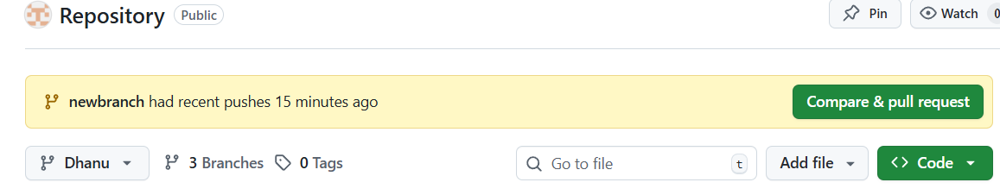 Repository Public Pin Watch 0
newbranch had recent pushes 15 minutes ago Compare & pull request
Dhanu 3 Branches 0 Tags Go to file t Add file Code